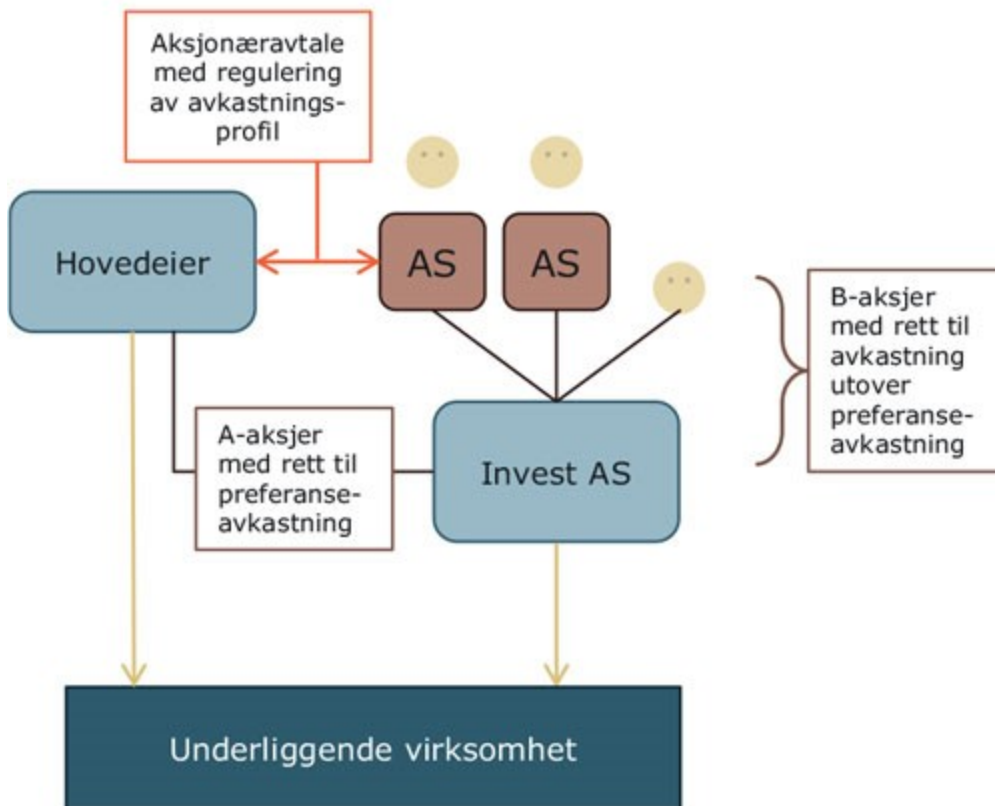 Aksjonæravtale
med regulering
av avkastnings-
profil
Hovedeier
AS
AS
B-aksjer
med rett til
avkastning
utover
preferanse-
avkastning
A-aksjer
med rett til
preferanse-
avkastning
Invest AS
Underliggende virksomhet